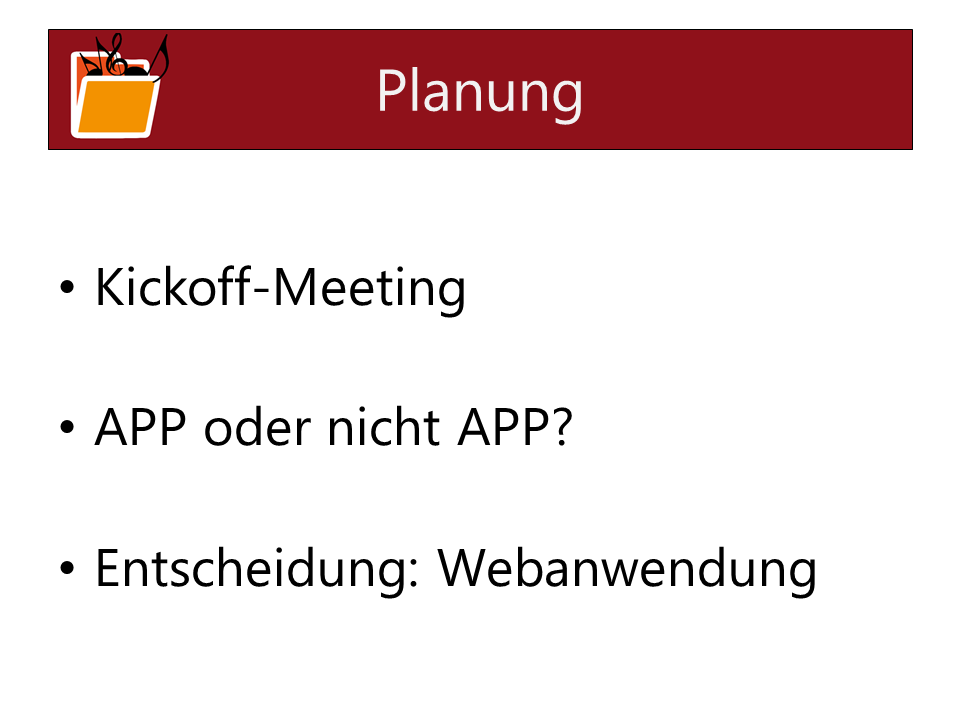 Planung
• Kickoff-Meeting
• APP oder nicht APP?
• Entscheidung: Webanwendung